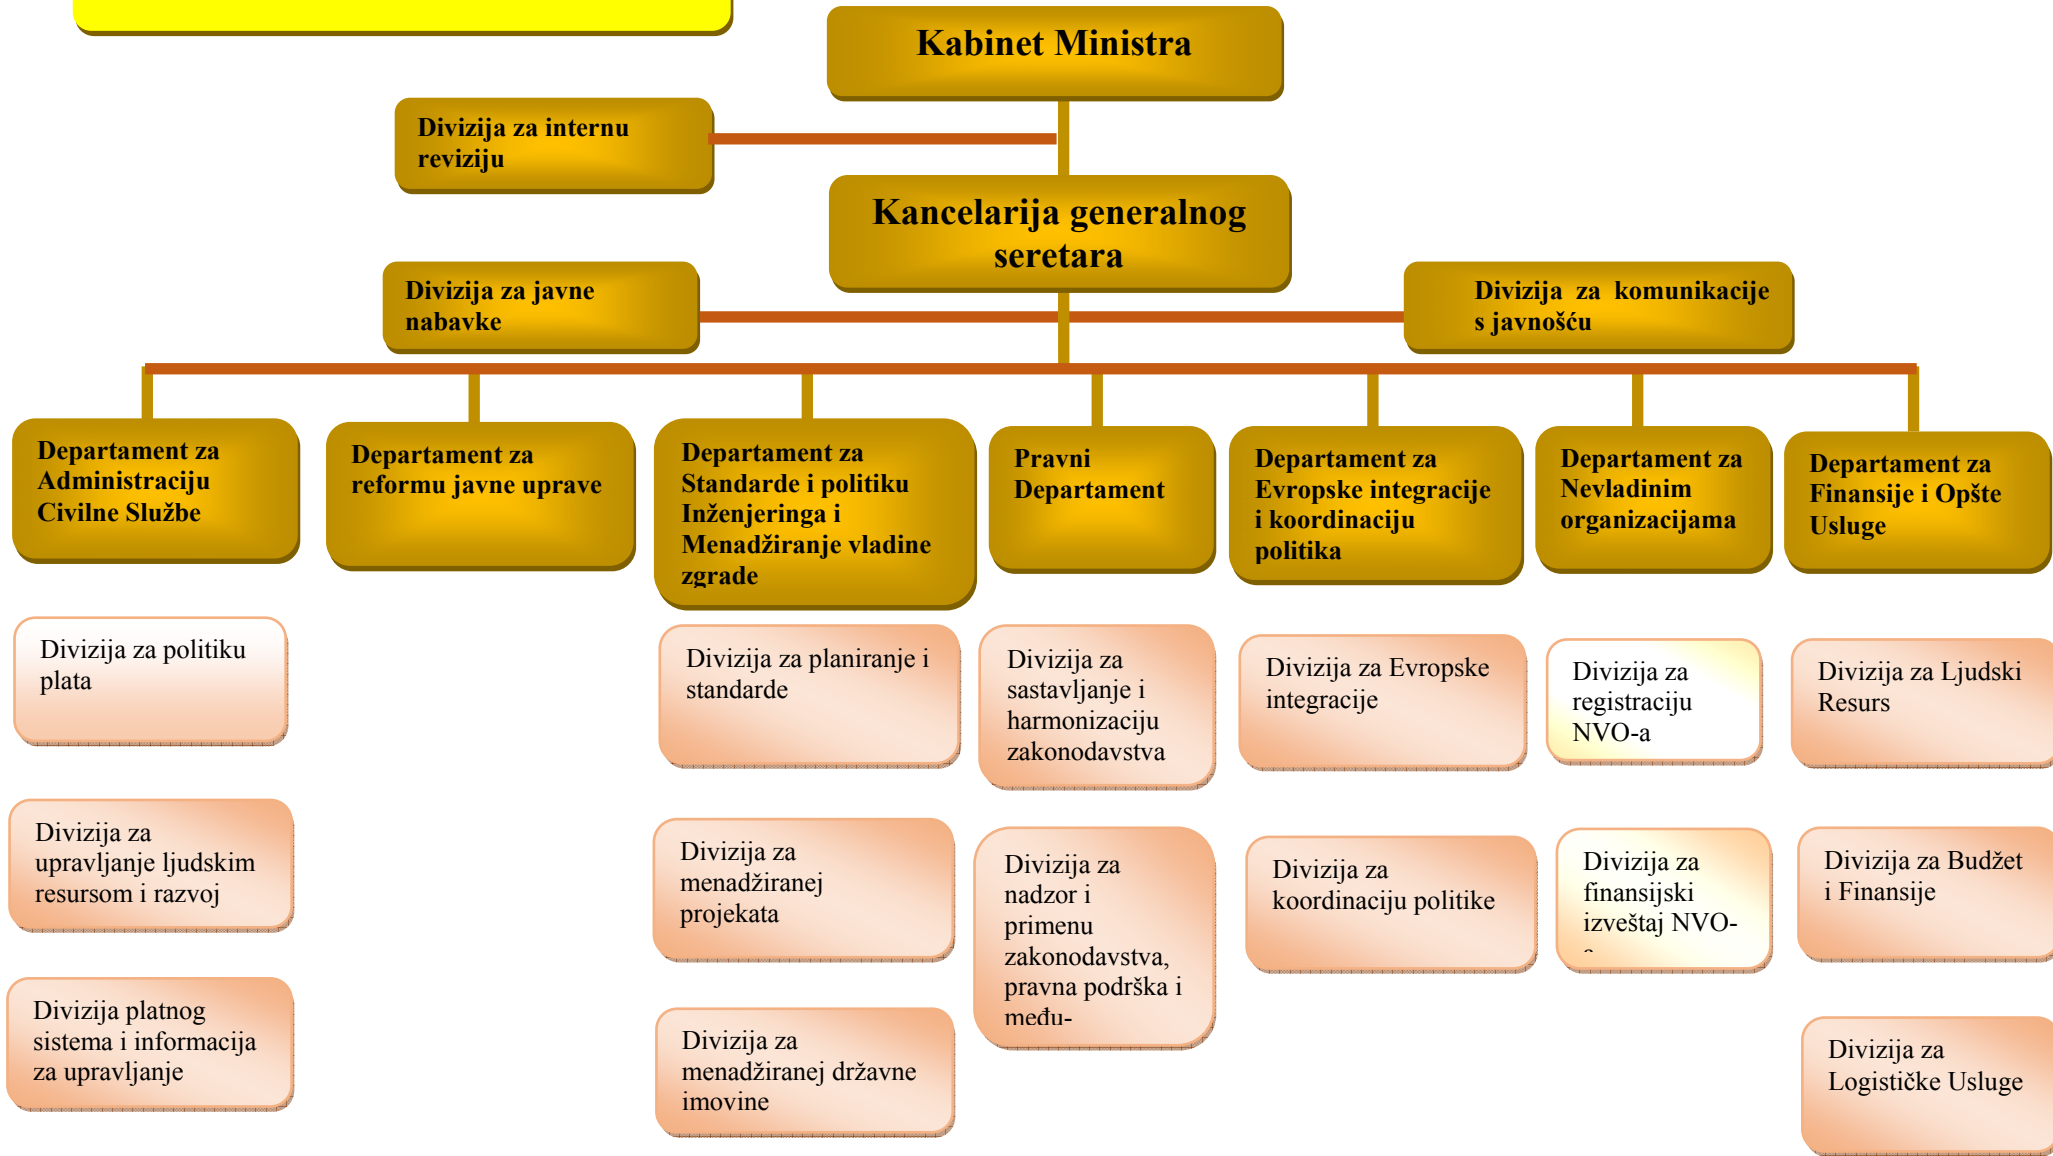 Kabinet Ministra
Divizija za internu
reviziju
Kancelarija generalnog
seretara
Divizija za javne
nabavke
Divizija za komunikacije
s javnošću
Departament za
Administraciju
Civilne Službe
Departament za
reformu javne uprave
Departament za
Standarde i politiku
Inženjeringa i
Menadžiranje vladine
zgrade
Pravni
Departament
Departament za
Evropske integracije
i koordinaciju
politika
Departament za
Nevladinim
organizacijama
Departament za
Finansije i Opšte
Usluge
Divizija za politiku
plata
Divizija za planiranje i
standarde
Divizija za
sastavljanje i
harmonizaciju
zakonodavstva
Divizija za Evropske
integracije
Divizija za
registraciju
NVO-a
Divizija za Ljudski
Resurs
Divizija za
upravljanje ljudskim
resursom i razvoj
Divizija za
menadžiranej
projekata
Divizija za
nadzor i
primenu
zakonodavstva,
pravna podrška i
među-
Divizija za
koordinaciju politike
Divizija za
finansijski
izveštaj NVO-
Divizija za Budžet
i Finansije
Divizija platnog
sistema i informacija
za upravljanje
Divizija za
menadžiranej državne
imovine
Divizija za
Logističke Usluge